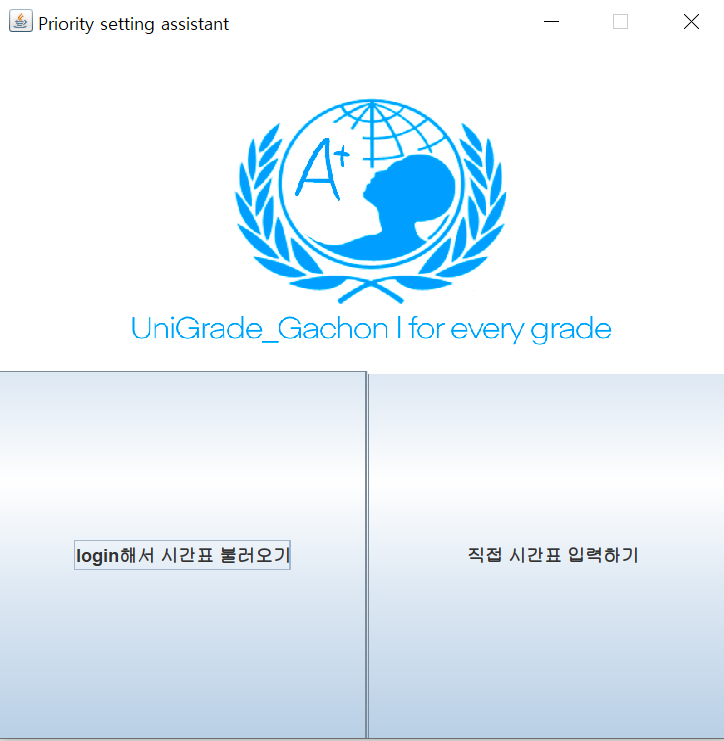 Priority setting assistant
A+
UniGrade_Gachon | for every grade
login해서 시간표 불러오기
직접 시간표 입력하기